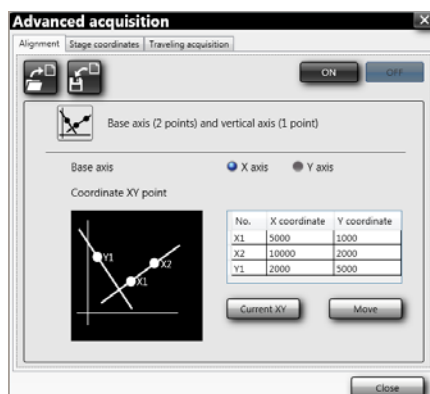 Advanced acquisition
Alignment Stage coordinates Traveling acquisition
ON OFF
Base axis (2 points) and vertical axis (1 point)
Base axis X axis Y axis
Coordinate XY point
No. X coordinate Y coordinate
X1 5000 1000
X2 10000 2000
Y1 2000 5000
Y1
X2
X1
Current XY Move
Close